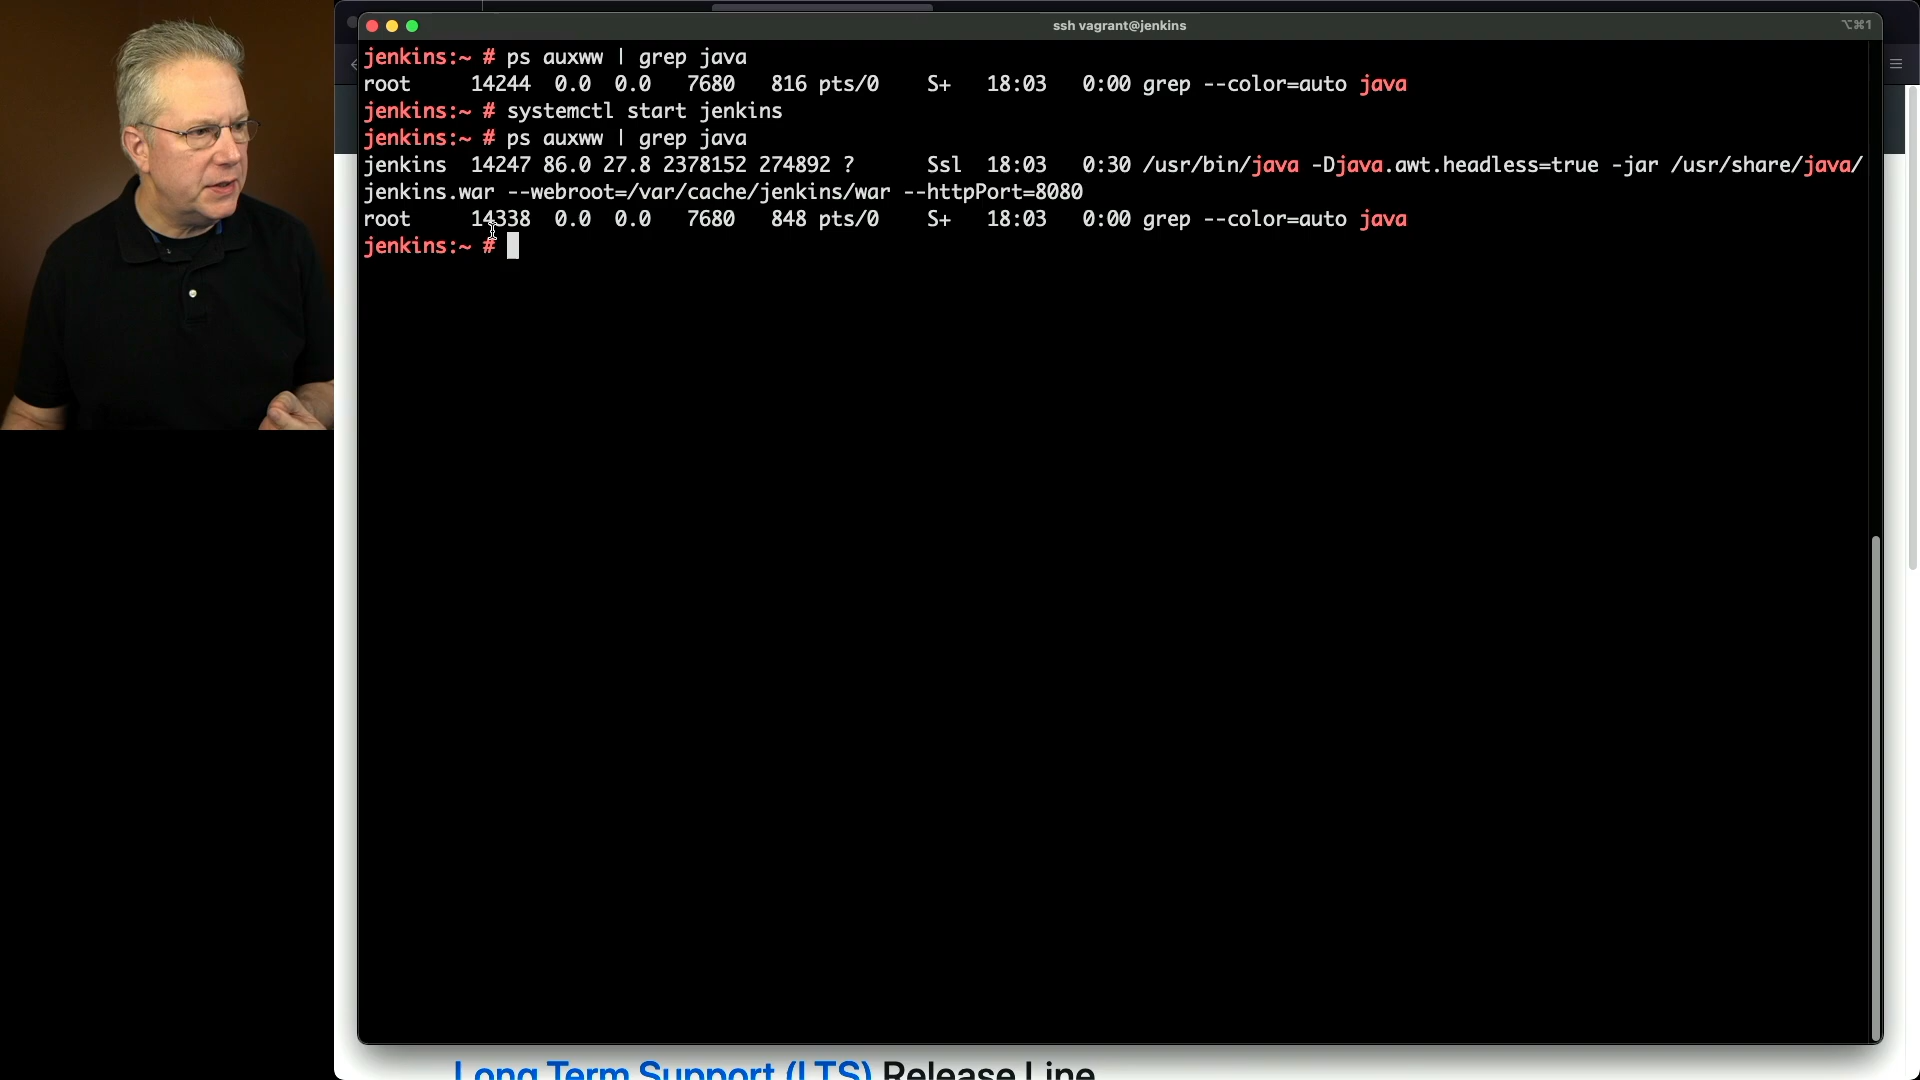 ssh vagrant@jenkins
⌥⌘1
jenkins:~ # ps auxww | grep java
root     14244  0.0  0.0   7680   816 pts/0    S+   18:03   0:00 grep --color=auto java
jenkins:~ # systemctl start jenkins
jenkins:~ # ps auxww | grep java
jenkins  14247 86.0 27.8 2378152 274892 ?      Ssl  18:03   0:30 /usr/bin/java -Djava.awt.headless=true -jar /usr/share/java/
jenkins.war --webroot=/var/cache/jenkins/war --httpPort=8080
root     14338  0.0  0.0   7680   848 pts/0    S+   18:03   0:00 grep --color=auto java
jenkins:~ #
Long Term Support (LTS) Release Line